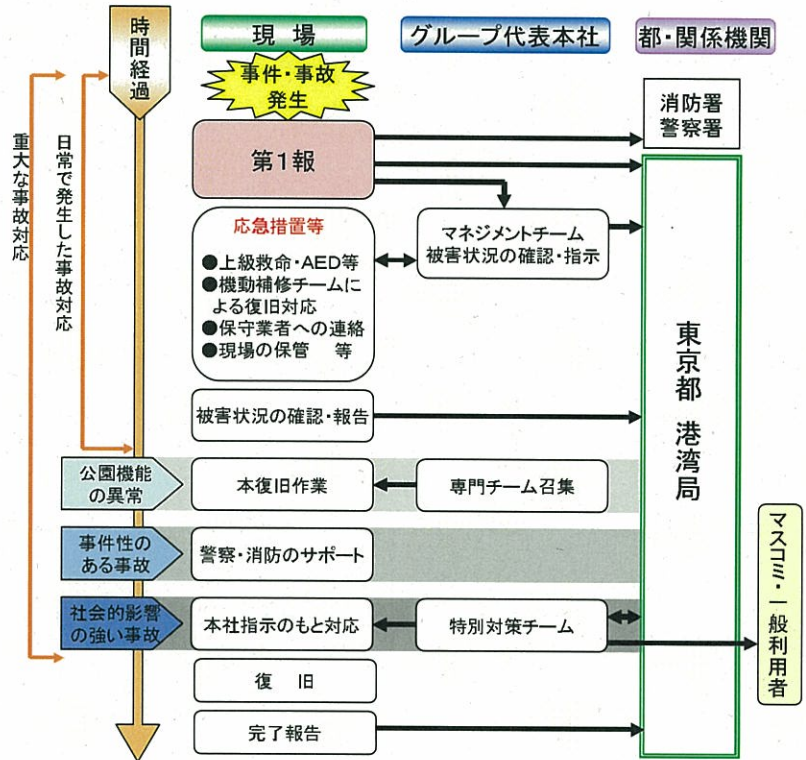 時間経過
現 場
グループ代表本社
都・関係機関
事件・事故
発生
消防署
警察署
第1報
重大な事故対応
日常で発生した事故対応
応急措置等
●上級救命・AED等
●機動補修チームに
よる復旧対応
●保守業者への連絡
●現場の保管 等
マネジメントチーム
被害状況の確認・指示
東京都 港湾局
被害状況の確認・報告
公園機能
の異常
本復旧作業
専門チーム召集
事件性の
ある事故
警察・消防のサポート
社会的影響
の強い事故
本社指示のもと対応
特別対策チーム
マスコミ・一般利用者
復 旧
完了報告